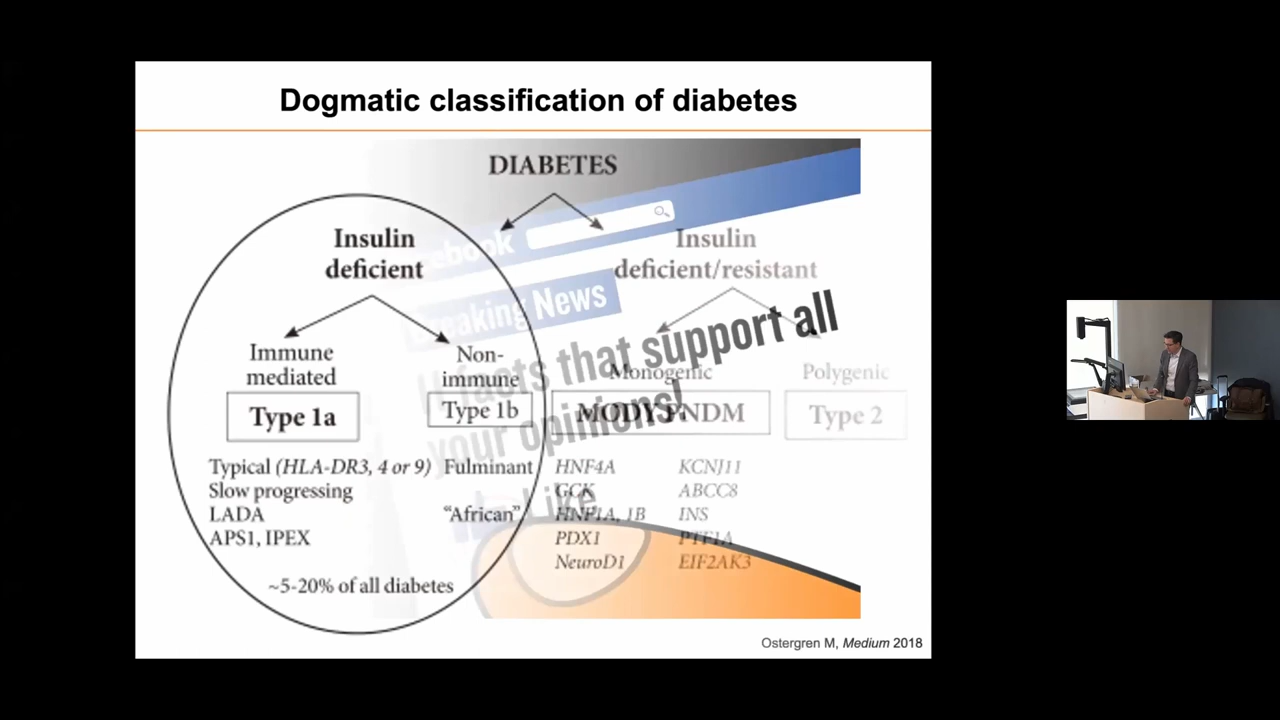 Dogmatic classification of diabetes
DIABETES
Insulin
deficient
Insulin
deficient/resistant
ebook
Breaking News
facts that support all
your opinions!
Like
Immune
mediated
Non-
immune
Monogenic
Polygenic
Type 1a
Type 1b
MODY/PNDM
Type 2
Typical (HLA-DR3, 4 or 9)
Slow progressing
LADA
APS1, IPEX
Fulminant
“African”
HNF4A
GCK
HNF1A, 1B
PDX1
NeuroD1
KCNJ11
ABCC8
INS
PTF1A
EIF2AK3
~5-20% of all diabetes
Ostergren M, Medium 2018